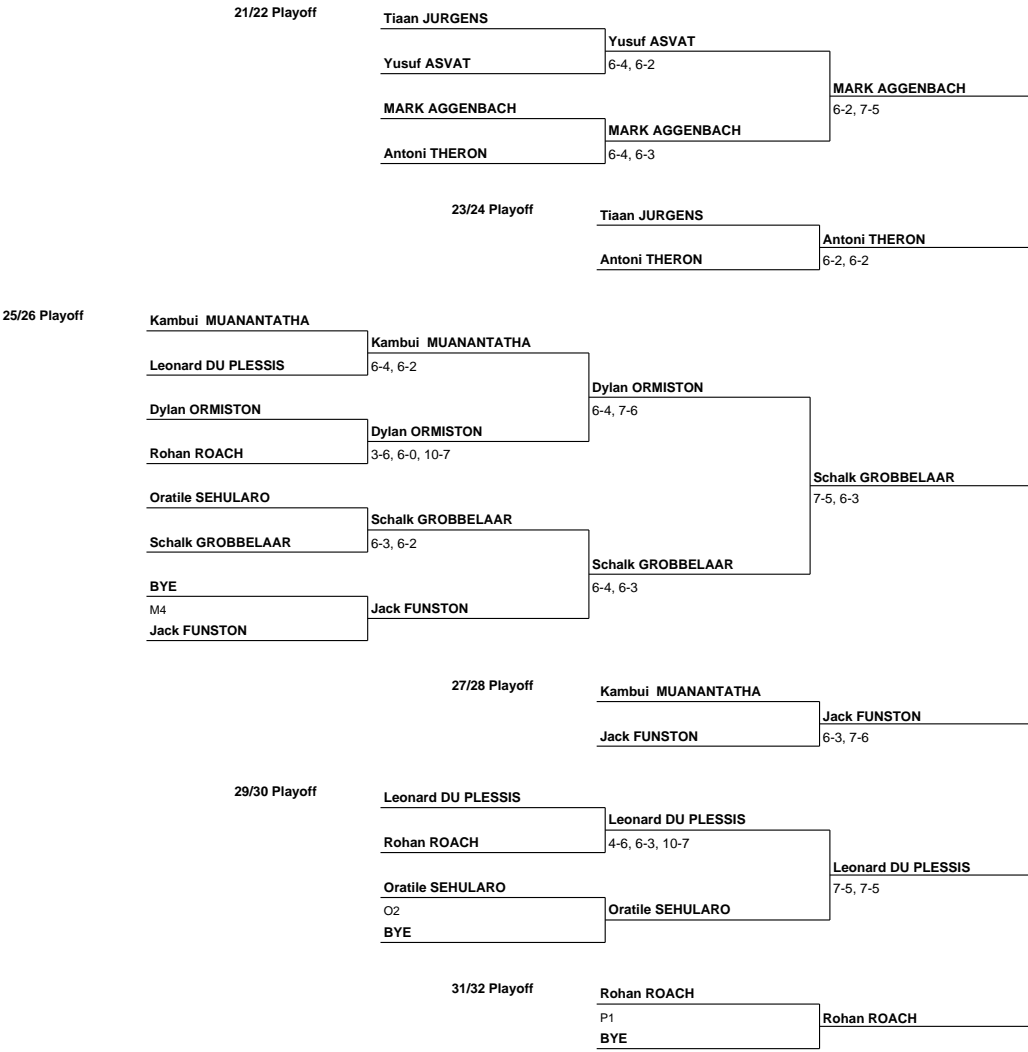 21/22 Playoff
Tiaan JURGENS
Yusuf ASVAT
Yusuf ASVAT
6-4, 6-2
MARK AGGENBACH
6-2, 7-5
MARK AGGENBACH
MARK AGGENBACH
Antoni THERON
6-4, 6-3
23/24 Playoff
Tiaan JURGENS
Antoni THERON
Antoni THERON
6-2, 6-2
25/26 Playoff
Kambui MUANANTATHA
Kambui MUANANTATHA
Leonard DU PLESSIS
6-4, 6-2
Dylan ORMISTON
Dylan ORMISTON
6-4, 7-6
Dylan ORMISTON
Rohan ROACH
3-6, 6-0, 10-7
Schalk GROBBELAAR
7-5, 6-3
Oratile SEHULARO
Schalk GROBBELAAR
Schalk GROBBELAAR
6-3, 6-2
Schalk GROBBELAAR
6-4, 6-3
BYE
M4
Jack FUNSTON
Jack FUNSTON
27/28 Playoff
Kambui MUANANTATHA
Jack FUNSTON
Jack FUNSTON
6-3, 7-6
29/30 Playoff
Leonard DU PLESSIS
Leonard DU PLESSIS
Rohan ROACH
4-6, 6-3, 10-7
Leonard DU PLESSIS
7-5, 7-5
Oratile SEHULARO
O2
Oratile SEHULARO
BYE
31/32 Playoff
Rohan ROACH
P1
Rohan ROACH
BYE